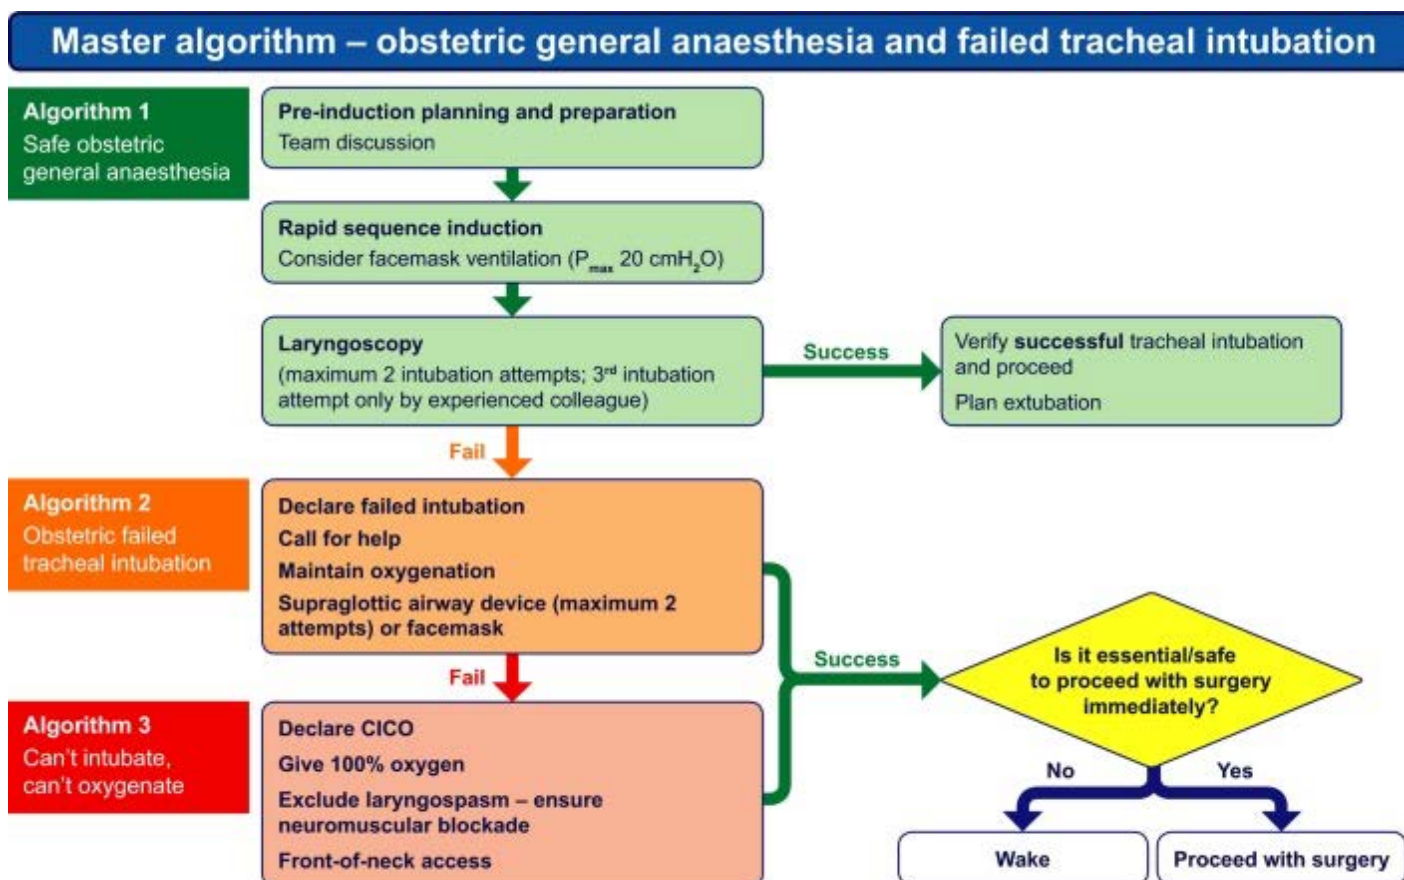 Master algorithm – obstetric general anaesthesia and failed tracheal intubation
Algorithm 1
Safe obstetric
general anaesthesia
Pre-induction planning and preparation
Team discussion
Rapid sequence induction
Consider facemask ventilation (Pmax 20 cmH2O)
Laryngoscopy
(maximum 2 intubation attempts; 3rd intubation
attempt only by experienced colleague)
Success
Verify successful tracheal intubation
and proceed
Plan extubation
Fail
Algorithm 2
Obstetric failed
tracheal intubation
Declare failed intubation
Call for help
Maintain oxygenation
Supraglottic airway device (maximum 2
attempts) or facemask
Success
Is it essential/safe
to proceed with surgery
immediately?
Fail
Algorithm 3
Can't intubate,
can't oxygenate
Declare CICO
Give 100% oxygen
Exclude laryngospasm – ensure
neuromuscular blockade
Front-of-neck access
No
Yes
Wake
Proceed with surgery